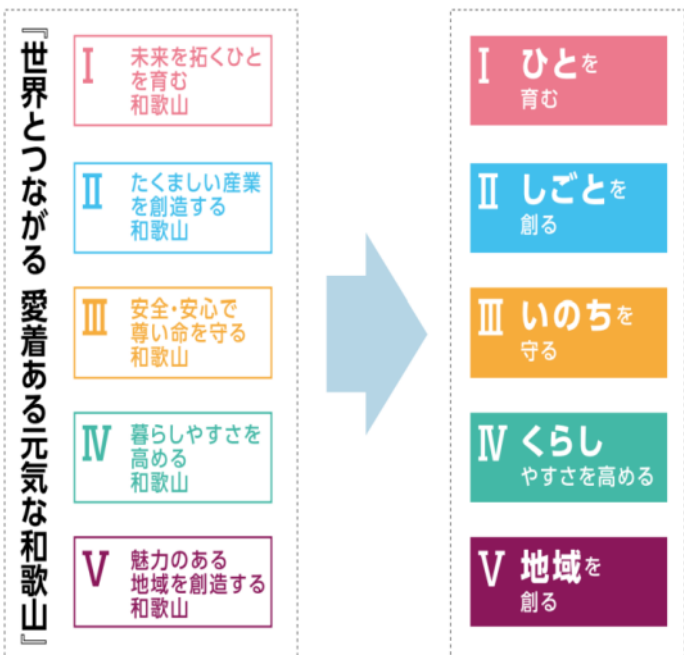 『世界とつながる 愛着ある元気な和歌山』
I
未来を拓くひと
を育む
和歌山
II
たくましい産業
を創造する
和歌山
III
安全・安心で
尊い命を守る
和歌山
IV
暮らしやすさを
高める
和歌山
V
魅力のある
地域を創造する
和歌山
I ひとを
育む
II しごとを
創る
III いのちを
守る
IV くらし
やすさを高める
V 地域を
創る